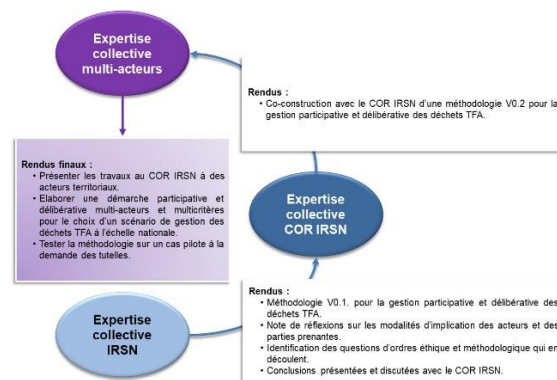 Expertise
collective
multi-acteurs
Rendus :
• Co-construction avec le COR IRSN d'une méthodologie V0.2 pour la
gestion participative et délibérative des déchets TFA.
Rendus finaux :
• Présenter les travaux au COR IRSN à des
acteurs territoriaux.
• Elaborer une démarche participative et
délibérative multi-acteurs et multicritères
pour le choix d'un scénario de gestion des
déchets TFA à l'échelle nationale.
• Tester la méthodologie sur un cas pilote à la
demande des tutelles.
Expertise
collective
COR IRSN
Expertise
collective
IRSN
Rendus :
• Méthodologie V0.1. pour la gestion participative et délibérative des
déchets TFA.
• Note de réflexions sur les modalités d'implication des acteurs et des
parties prenantes.
• Identification des questions d'ordres éthique et méthodologique qui en
découlent.
• Conclusions présentées et discutées avec le COR IRSN.